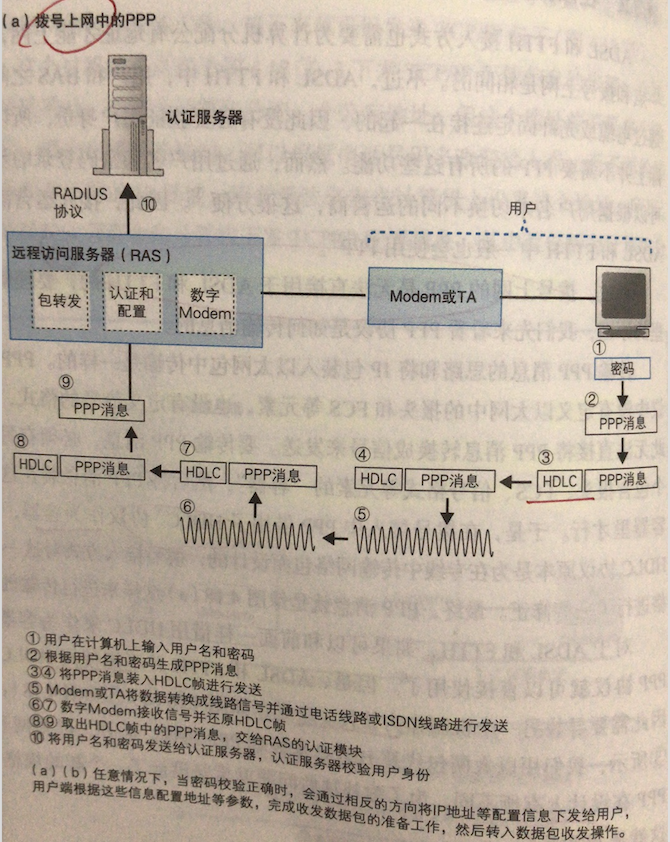 (a) 拨号上网中的PPP
认证服务器
RADIUS
协议
⑩
用户
远程访问服务器（RAS）
包转发
认证和
配置
数字
Modem
Modem或TA
①
密码
⑨
PPP消息
②
PPP消息
⑧
HDLC PPP消息
⑦
HDLC PPP消息
④
HDLC PPP消息
③
HDLC PPP消息
⑥
⑤
① 用户在计算机上输入用户名和密码
② 根据用户名和密码生成PPP消息
③④ 将PPP消息装入HDLC帧进行发送
⑤ Modem或TA将数据转换成线路信号并通过电话线路或ISDN线路进行发送
⑥⑦ 数字Modem接收信号并还原HDLC帧
⑧⑨ 取出HDLC帧中的PPP消息，交给RAS的认证模块
⑩ 将用户名和密码发送给认证服务器，认证服务器校验用户身份
(a)(b) 任意情况下，当密码校验正确时，会通过相反的方向将IP地址等配置信息下发给用户，
用户端根据这些信息配置地址等参数，完成收发数据包的准备工作，然后转入数据包收发操作。